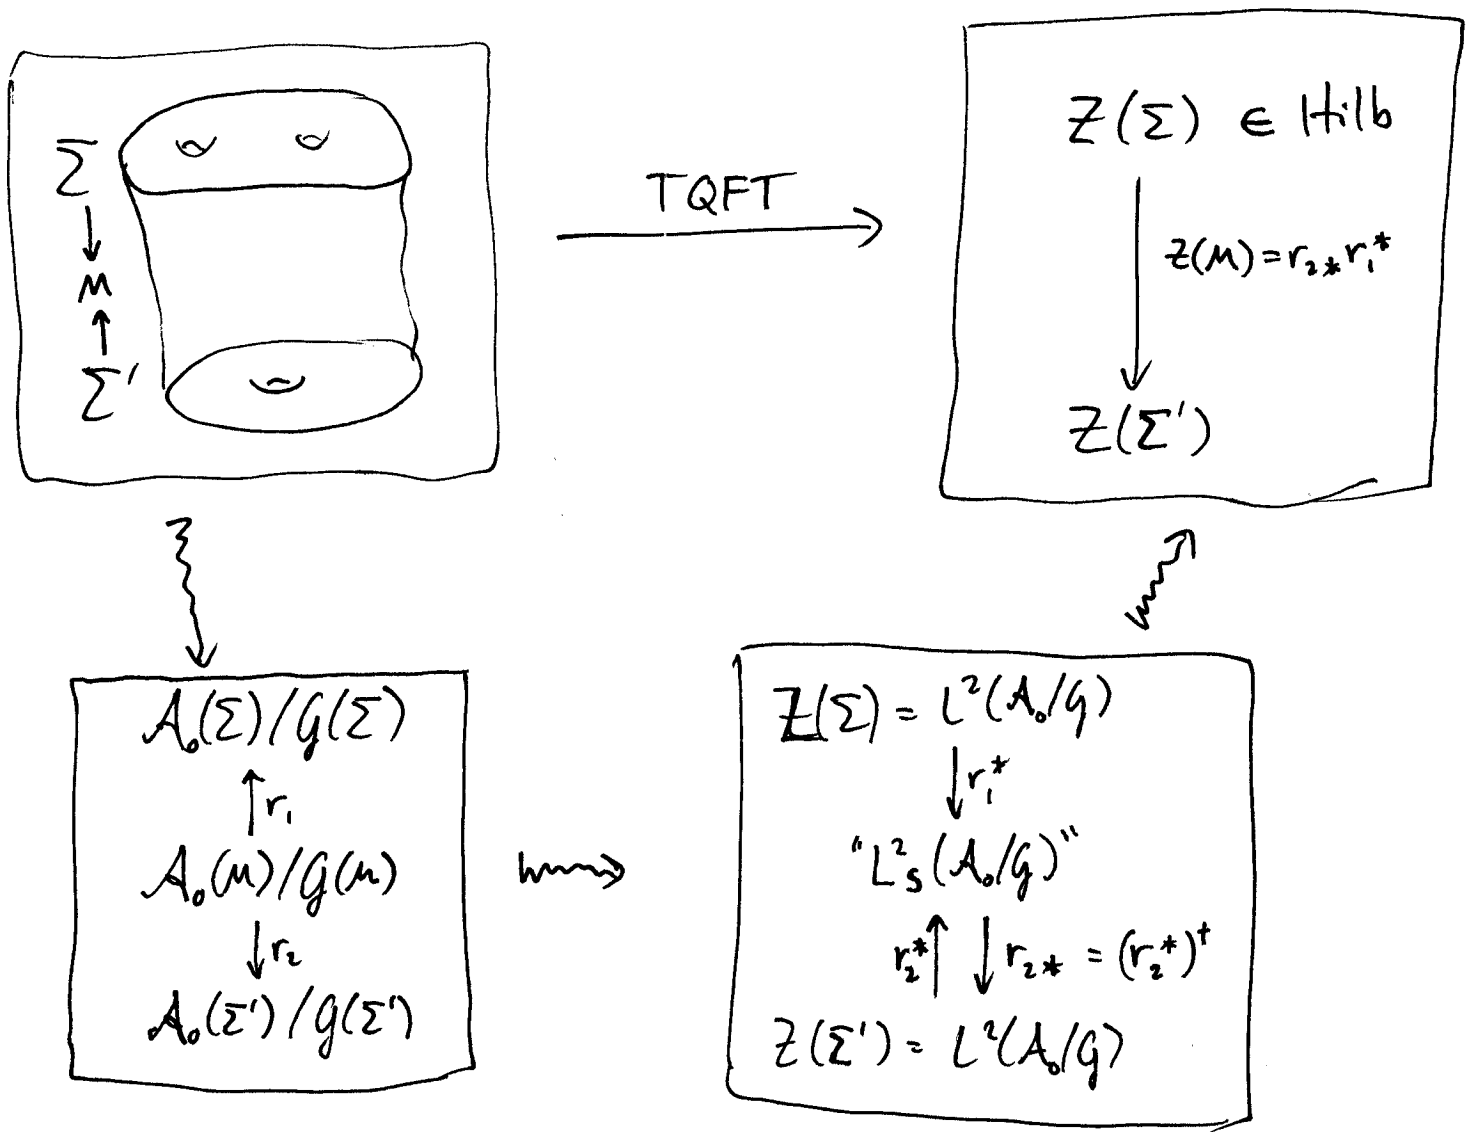 Σ
↓
M
↑
Σ′
TQFT
Z(Σ) ∈ Hilb
Z(M) = r₂⁎ r₁*
Z(Σ′)
𝒜₀(Σ)/𝒢(Σ)
↑ r₁
𝒜₀(M)/𝒢(M)
↓ r₂
𝒜₀(Σ′)/𝒢(Σ′)
Z(Σ) = L²(𝒜₀/𝒢)
↓ r₁*
"L²ₛ(𝒜₀/𝒢)"
r₂* ↑ ↓ r₂⁎ = (r₂*)†
Z(Σ′) = L²(𝒜₀/𝒢)